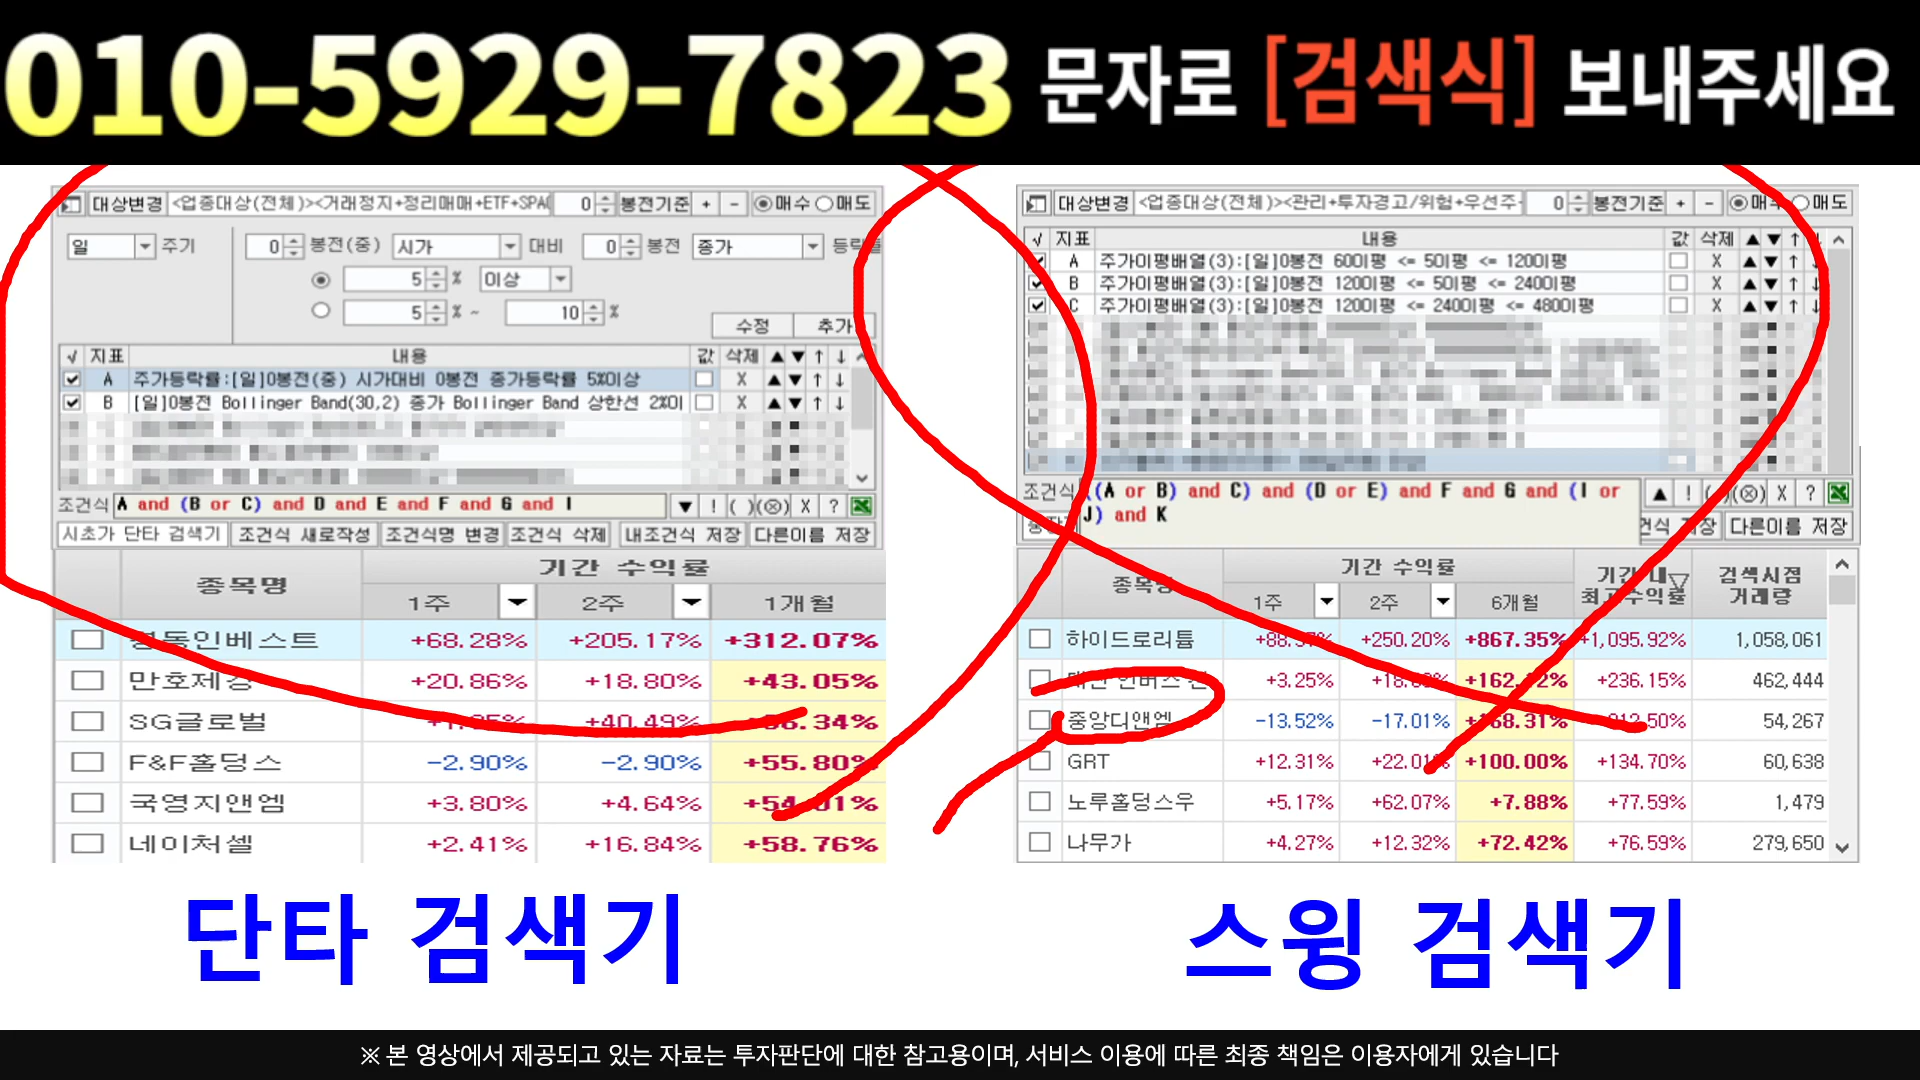 010-5929-7823 문자로 [검색식] 보내주세요
대상변경 <업종대상(전체)><거래정지+정리매매+ETF+SPA 0 봉전기준 + - 매수 매도
일 주기 0 봉전(중) 시가 대비 0 봉전 종가
5 % 이상
5 % ~ 10 %
수정 추가
√ 지표 내용 값 삭제 ▲ ▼ ↑ ↓
A 주가등락률:[일]0봉전(중) 시가대비 0봉전 종가등락률 5%이상 X ▲ ▼ ↑ ↓
B [일]0봉전 Bollinger Band(30,2) 종가 Bollinger Band 상한선 2%이 X ▲ ▼ ↑ ↓
조건식 A and (B or C) and D and E and F and G and I ▼ ! ( )(⊗) X ?
시초가 단타 검색기 조건식 새로작성 조건식명 변경 조건식 삭제 내조건식 저장 다른이름 저장
종목명 기간 수익률
1주 2주 1개월
+68.28% +205.17% +312.07%
만호제강 +20.86% +18.80% +43.05%
SG글로벌 +40.49%
F&F홀딩스 -2.90% -2.90% +55.80%
국영지앤엠 +3.80% +4.64%
네이처셀 +2.41% +16.84% +58.76%
단타 검색기
대상변경 <업종대상(전체)><관리+투자경고/위험+우선주+ 0 봉전기준 + - 매수 매도
√ 지표 내용 값 삭제 ▲ ▼ ↑
A 주가이평배열(3):[일]0봉전 60이평 <= 5이평 <= 120이평 X ▲ ▼ ↑ ↓
B 주가이평배열(3):[일]0봉전 120이평 <= 5이평 <= 240이평 X ▲ ▼ ↑
C 주가이평배열(3):[일]0봉전 120이평 <= 240이평 <= 480이평 X ▲ ▼ ↑ ↓
조건식 ((A or B) and C) and (D or E) and F and G and (I or
J) and K ▲ ! X ?
저장 다른이름 저장
종목명 기간 수익률 기간 내 최고수익률 검색시점 거래량
1주 2주 6개월
하이드로리튬 +250.20% +867.35% +1,095.92% 1,058,061
+3.25% +236.15% 462,444
중앙디앤엠 -13.52% -17.01% 54,267
GRT +12.31% +100.00% +134.70% 60,638
노루홀딩스우 +5.17% +62.07% +7.88% +77.59% 1,479
나무가 +4.27% +12.32% +72.42% +76.59% 279,650
스윙 검색기
※ 본 영상에서 제공되고 있는 자료는 투자판단에 대한 참고용이며, 서비스 이용에 따른 최종 책임은 이용자에게 있습니다